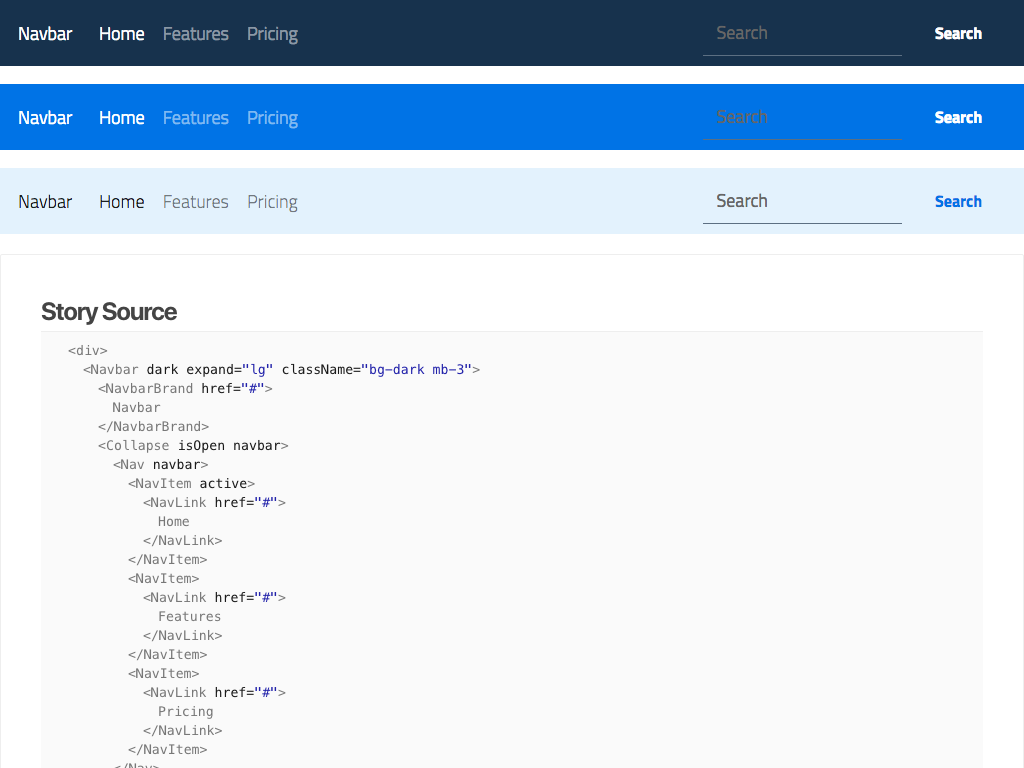 Navbar Home Features Pricing Search Search
Navbar Home Features Pricing Search Search
Navbar Home Features Pricing Search Search
Story Source
<div>
<Navbar dark expand="lg" className="bg-dark mb-3">
<NavbarBrand href="#">
Navbar
</NavbarBrand>
<Collapse isOpen navbar>
<Nav navbar>
<NavItem active>
<NavLink href="#">
Home
</NavLink>
</NavItem>
<NavItem>
<NavLink href="#">
Features
</NavLink>
</NavItem>
<NavItem>
<NavLink href="#">
Pricing
</NavLink>
</NavItem>
</Nav>